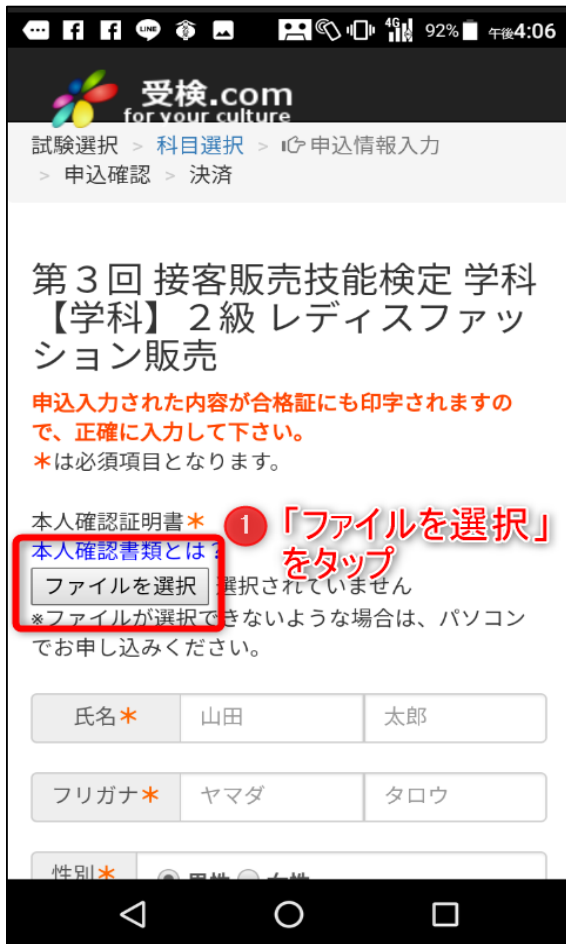 LINE 4G 92% 午後4:06
受検.com
for your culture
試験選択 > 科目選択 > 申込情報入力
> 申込確認 > 決済
第３回 接客販売技能検定 学科
【学科】２級 レディスファッ
ション販売
申込入力された内容が合格証にも印字されますの
で、正確に入力して下さい。
*は必須項目となります。
本人確認証明書*
1 「ファイルを選択」
をタップ
本人確認書類とは？
ファイルを選択 選択されていません
※ファイルが選択できないような場合は、パソコン
でお申し込みください。
氏名* 山田 太郎
フリガナ* ヤマダ タロウ
性別* 男性 女性